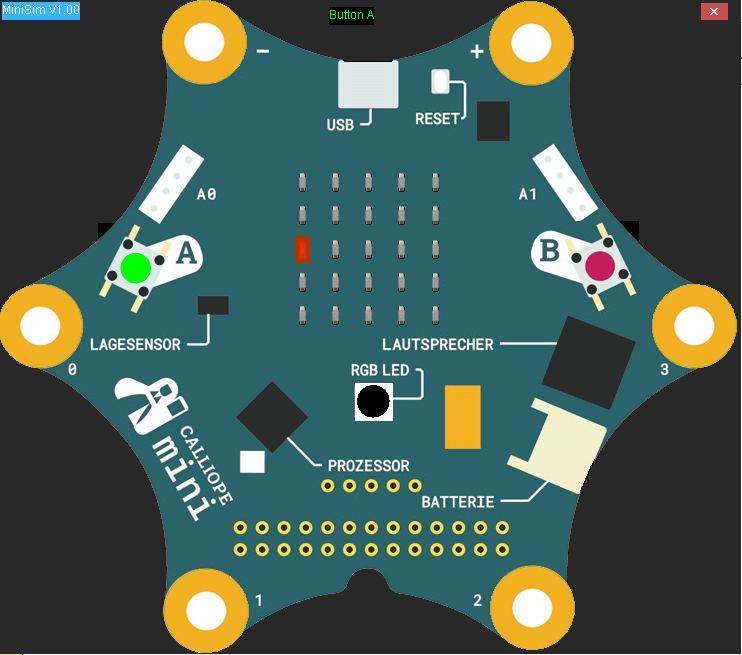 MiniSim V1.00
Button A
−
+
USB
RESET
A0
A1
A
B
LAGESENSOR
LAUTSPRECHER
0
3
RGB LED
CALLIOPE
mini
PROZESSOR
BATTERIE
1
2